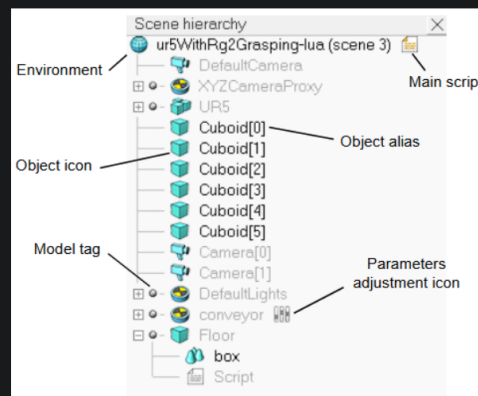 Scene hierarchy
Environment
ur5WithRg2Grasping-lua (scene 3)
DefaultCamera
Main scrip
XYZCameraProxy
UR5
Cuboid[0]
Object alias
Cuboid[1]
Object icon
Cuboid[2]
Cuboid[3]
Cuboid[4]
Cuboid[5]
Model tag
Camera[0]
Camera[1]
Parameters
adjustment icon
DefaultLights
conveyor
Floor
box
Script